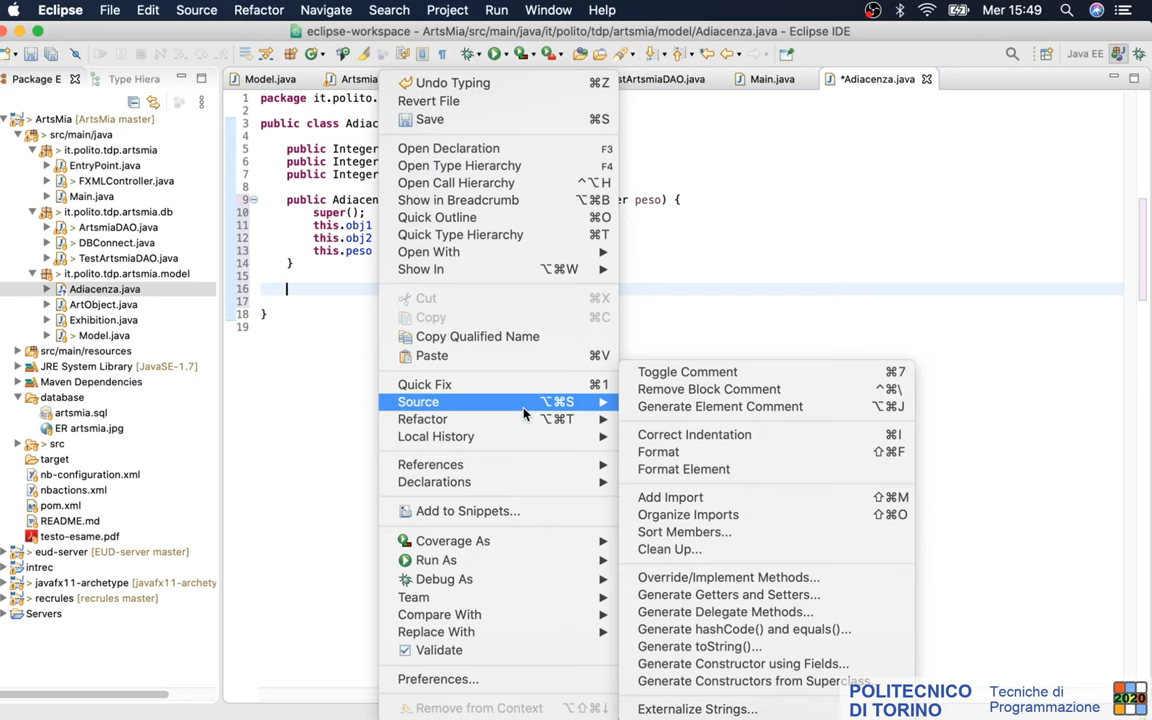 Eclipse File Edit Source Refactor Navigate Search Project Run Window Help Mer 15:49
eclipse-workspace - ArtsMia/src/main/java/it/polito/tdp/artsmia/model/Adiacenza.java - Eclipse IDE
Java EE
Package E Type Hiera
Model.java Artsmia stArtsmiaDAO.java Main.java *Adiacenza.java
> ArtsMia [ArtsMia master]
> src/main/java
> it.polito.tdp.artsmia
EntryPoint.java
> FXMLController.java
Main.java
> it.polito.tdp.artsmia.db
ArtsmiaDAO.java
> DBConnect.java
TestArtsmiaDAO.java
> it.polito.tdp.artsmia.model
Adiacenza.java
ArtObject.java
Exhibition.java
> Model.java
src/main/resources
JRE System Library [JavaSE-1.7]
Maven Dependencies
database
artsmia.sql
ER artsmia.jpg
> src
target
nb-configuration.xml
nbactions.xml
pom.xml
README.md
testo-esame.pdf
> eud-server [EUD-server master]
intrec
> javafx11-archetype [javafx11-archety
> recrules [recrules master]
Servers
1 package it.polito.
2
3 public class Adiac
4
5 public Integer
6 public Integer
7 public Integer
8
9 public Adiacen er peso) {
10 super();
11 this.obj1
12 this.obj2
13 this.peso
14 }
15
16
17
18 }
19
Undo Typing ⌘Z
Revert File
Save ⌘S
Open Declaration F3
Open Type Hierarchy F4
Open Call Hierarchy ^⌥H
Show in Breadcrumb ⌥⌘B
Quick Outline ⌘O
Quick Type Hierarchy ⌘T
Open With
Show In ⌥⌘W
Cut ⌘X
Copy ⌘C
Copy Qualified Name
Paste ⌘V
Quick Fix ⌘1
Source ⌥⌘S
Refactor ⌥⌘T
Local History
References
Declarations
Add to Snippets...
Coverage As
Run As
Debug As
Team
Compare With
Replace With
Validate
Preferences...
Remove from Context ⌥⇧⌘↓
Toggle Comment ⌘7
Remove Block Comment ^⌘\
Generate Element Comment ⌥⌘J
Correct Indentation ⌘I
Format ⇧⌘F
Format Element
Add Import ⇧⌘M
Organize Imports ⇧⌘O
Sort Members...
Clean Up...
Override/Implement Methods...
Generate Getters and Setters...
Generate Delegate Methods...
Generate hashCode() and equals()...
Generate toString()...
Generate Constructor using Fields...
Generate Constructors from Superclass
Externalize Strings...
POLITECNICO
DI TORINO
Tecniche di
Programmazione
2020